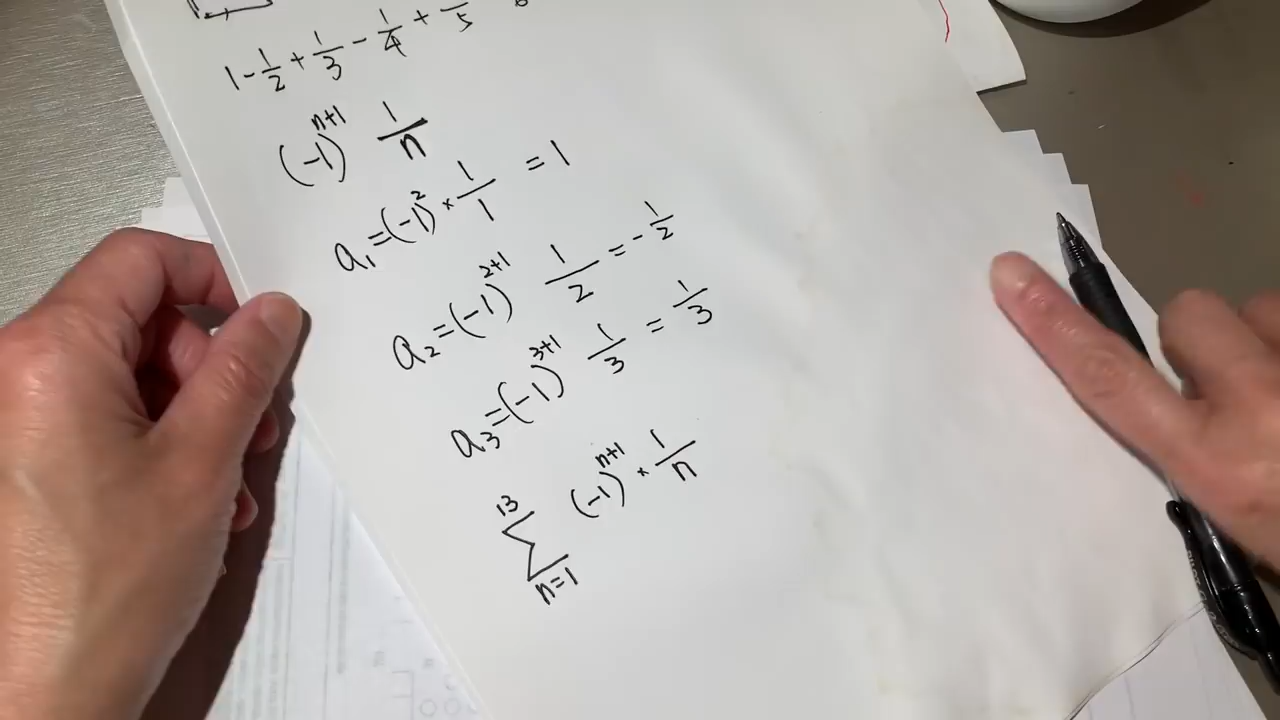 1 - 1/2 + 1/3 - 1/4 + 1/5
(-1)^{n+1} 1/n
a₁ = (-1)² × 1/1 = 1
a₂ = (-1)^{2+1} 1/2 = - 1/2
a₃ = (-1)^{3+1} 1/3 = 1/3
∑_{n=1}^{13} (-1)^{n+1} × 1/n